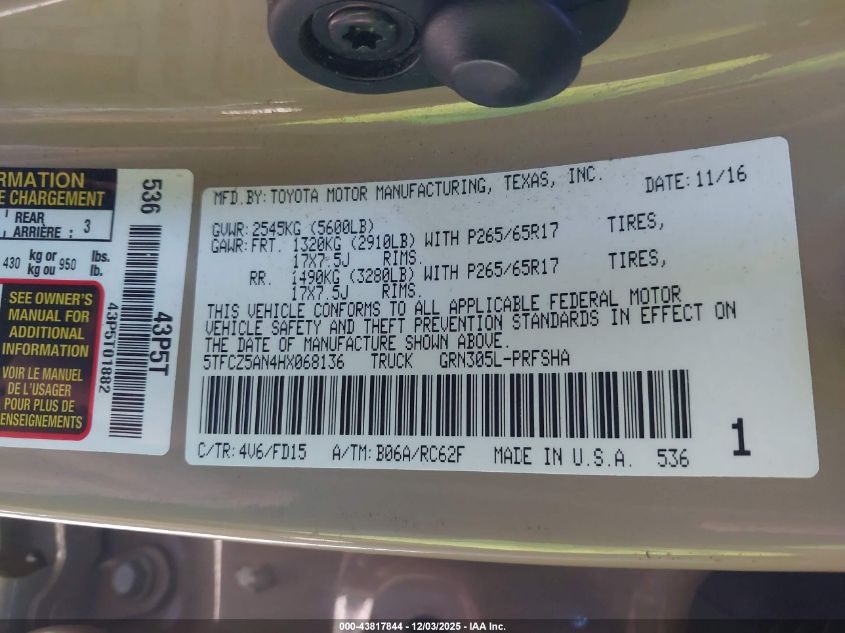 RMATION
E CHARGEMENT
REAR
ARRIÈRE : 3
430 kg or 950 lbs.
kg ou lb.
SEE OWNER'S
MANUAL FOR
ADDITIONAL
INFORMATION
VOIR LE MANUEL
DE L'USAGER
POUR PLUS DE
ENSEIGNEMENTS
536
43P5T
43P5T01882
MFD.BY:TOYOTA MOTOR MANUFACTURING, TEXAS, INC. DATE:11/16
GVWR:2545KG (5600LB)
GAWR:FRT. 1320KG (2910LB) WITH P265/65R17 TIRES,
17X7.5J RIMS.
RR. 1490KG (3280LB) WITH P265/65R17 TIRES,
17X7.5J RIMS.
THIS VEHICLE CONFORMS TO ALL APPLICABLE FEDERAL MOTOR
VEHICLE SAFETY AND THEFT PREVENTION STANDARDS IN EFFECT ON
THE DATE OF MANUFACTURE SHOWN ABOVE.
5TFCZ5AN4HX068136 TRUCK GRN305L-PRFSHA
C/TR:4V6/FD15 A/TM:B06A/RC62F MADE IN U.S.A. 536
1
000-43817844 - 12/03/2025 - IAA Inc.